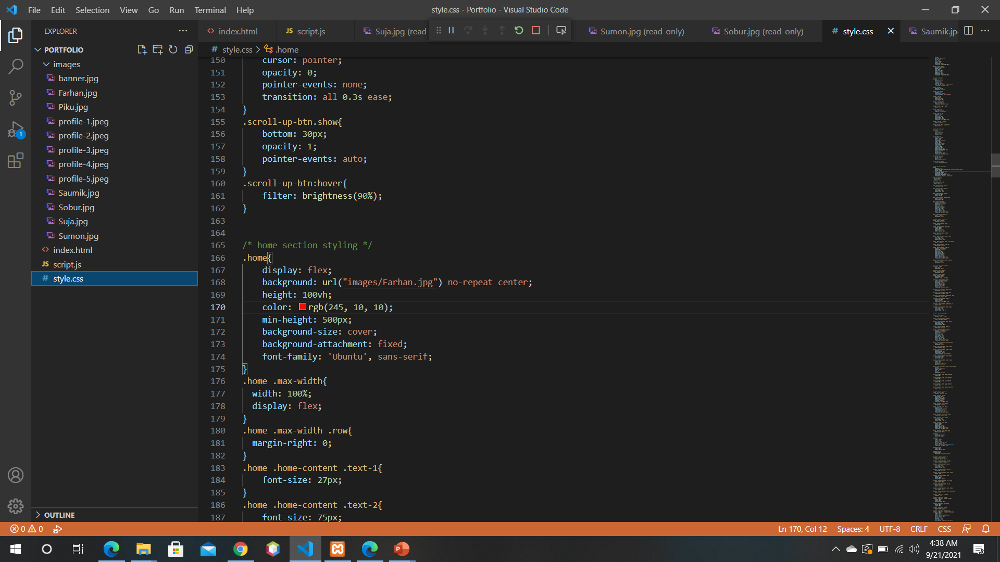 File Edit Selection View Go Run Terminal Help
style.css - Portfolio - Visual Studio Code
EXPLORER
PORTFOLIO
images
banner.jpg
Farhan.jpg
Piku.jpg
profile-1.jpeg
profile-2.jpeg
profile-3.jpeg
profile-4.jpeg
profile-5.jpeg
Saumik.jpg
Sobur.jpg
Suja.jpg
Sumon.jpg
<> index.html
JS script.js
# style.css
OUTLINE
<> index.html
JS script.js
Suja.jpg (read-
Sumon.jpg (read-only)
Sobur.jpg (read-only)
# style.css
Saumik.jp
# style.css > .home
150 cursor: pointer;
151 opacity: 0;
152 pointer-events: none;
153 transition: all 0.3s ease;
154 }
155 .scroll-up-btn.show{
156 bottom: 30px;
157 opacity: 1;
158 pointer-events: auto;
159 }
160 .scroll-up-btn:hover{
161 filter: brightness(90%);
162 }
163
164
165 /* home section styling */
166 .home{
167 display: flex;
168 background: url("images/Farhan.jpg") no-repeat center;
169 height: 100vh;
170 color: rgb(245, 10, 10);
171 min-height: 500px;
172 background-size: cover;
173 background-attachment: fixed;
174 font-family: 'Ubuntu', sans-serif;
175 }
176 .home .max-width{
177 width: 100%;
178 display: flex;
179 }
180 .home .max-width .row{
181 margin-right: 0;
182 }
183 .home .home-content .text-1{
184 font-size: 27px;
185 }
186 .home .home-content .text-2{
187 font-size: 75px;
1
0 0
Ln 170, Col 12 Spaces: 4 UTF-8 CRLF CSS
4:38 AM
9/21/2021